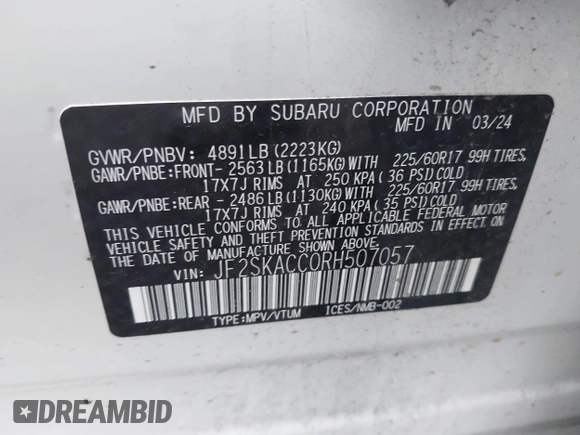 MFD BY SUBARU CORPORATION
MFD IN 03/24
GVWR/PNBV: 4891LB (2223KG)
GAWR/PNBE:FRONT- 2563LB (1165KG) WITH 225/60R17 99H TIRES,
17X7J RIMS AT 250 KPA ( 36 PSI) COLD
GAWR/PNBE:REAR - 2486LB (1130KG) WITH 225/60R17 99H TIRES,
17X7J RIMS AT 240 KPA ( 35 PSI) COLD
THIS VEHICLE CONFORMS TO ALL APPLICABLE FEDERAL MOTOR
VEHICLE SAFETY AND THEFT PREVENTION STANDARDS IN EFFECT ON
THE DATE OF MANUFACTURE SHOWN ABOVE.
VIN: JF2SKACC0RH507057
TYPE:MPV/VTUM ICES/NMB-002
DREAMBID